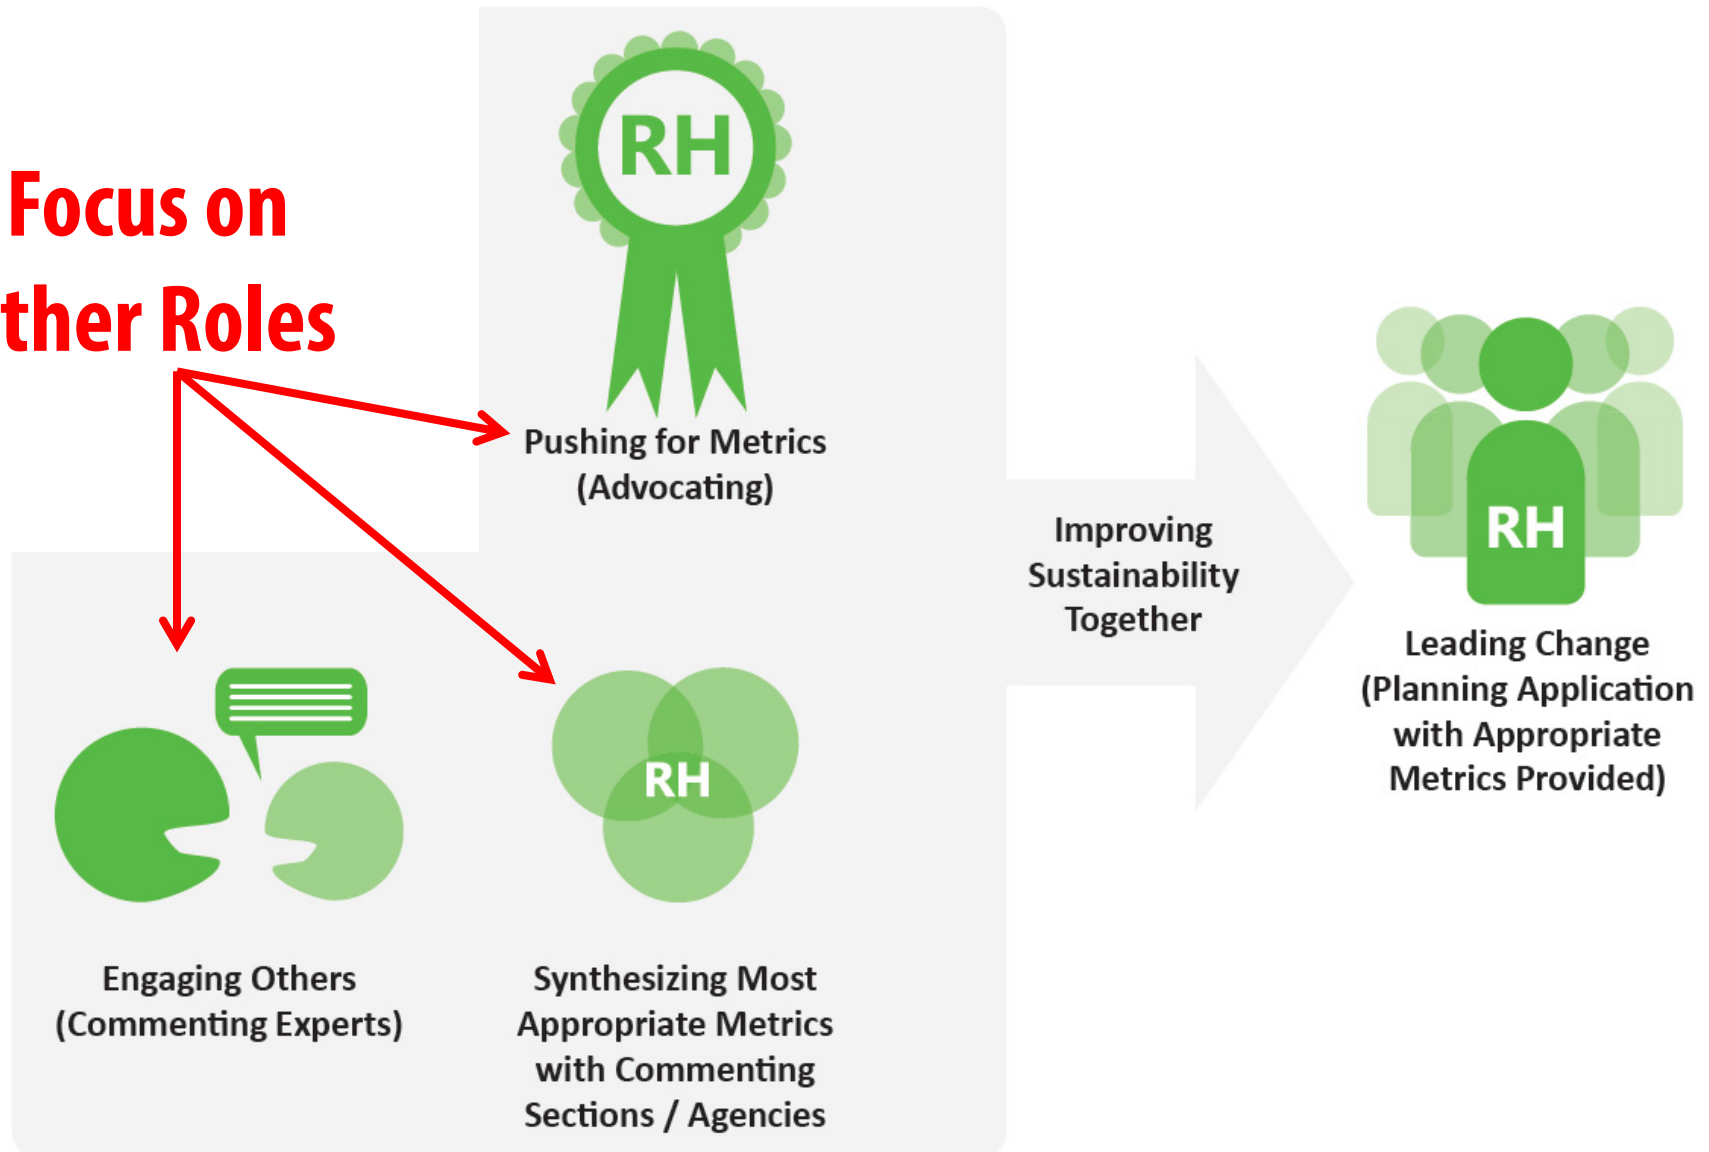 RH
Focus on
ther Roles
Pushing for Metrics
(Advocating)
Improving
Sustainability
Together
RH
Leading Change
(Planning Application
with Appropriate
Metrics Provided)
RH
Engaging Others
(Commenting Experts)
Synthesizing Most
Appropriate Metrics
with Commenting
Sections / Agencies